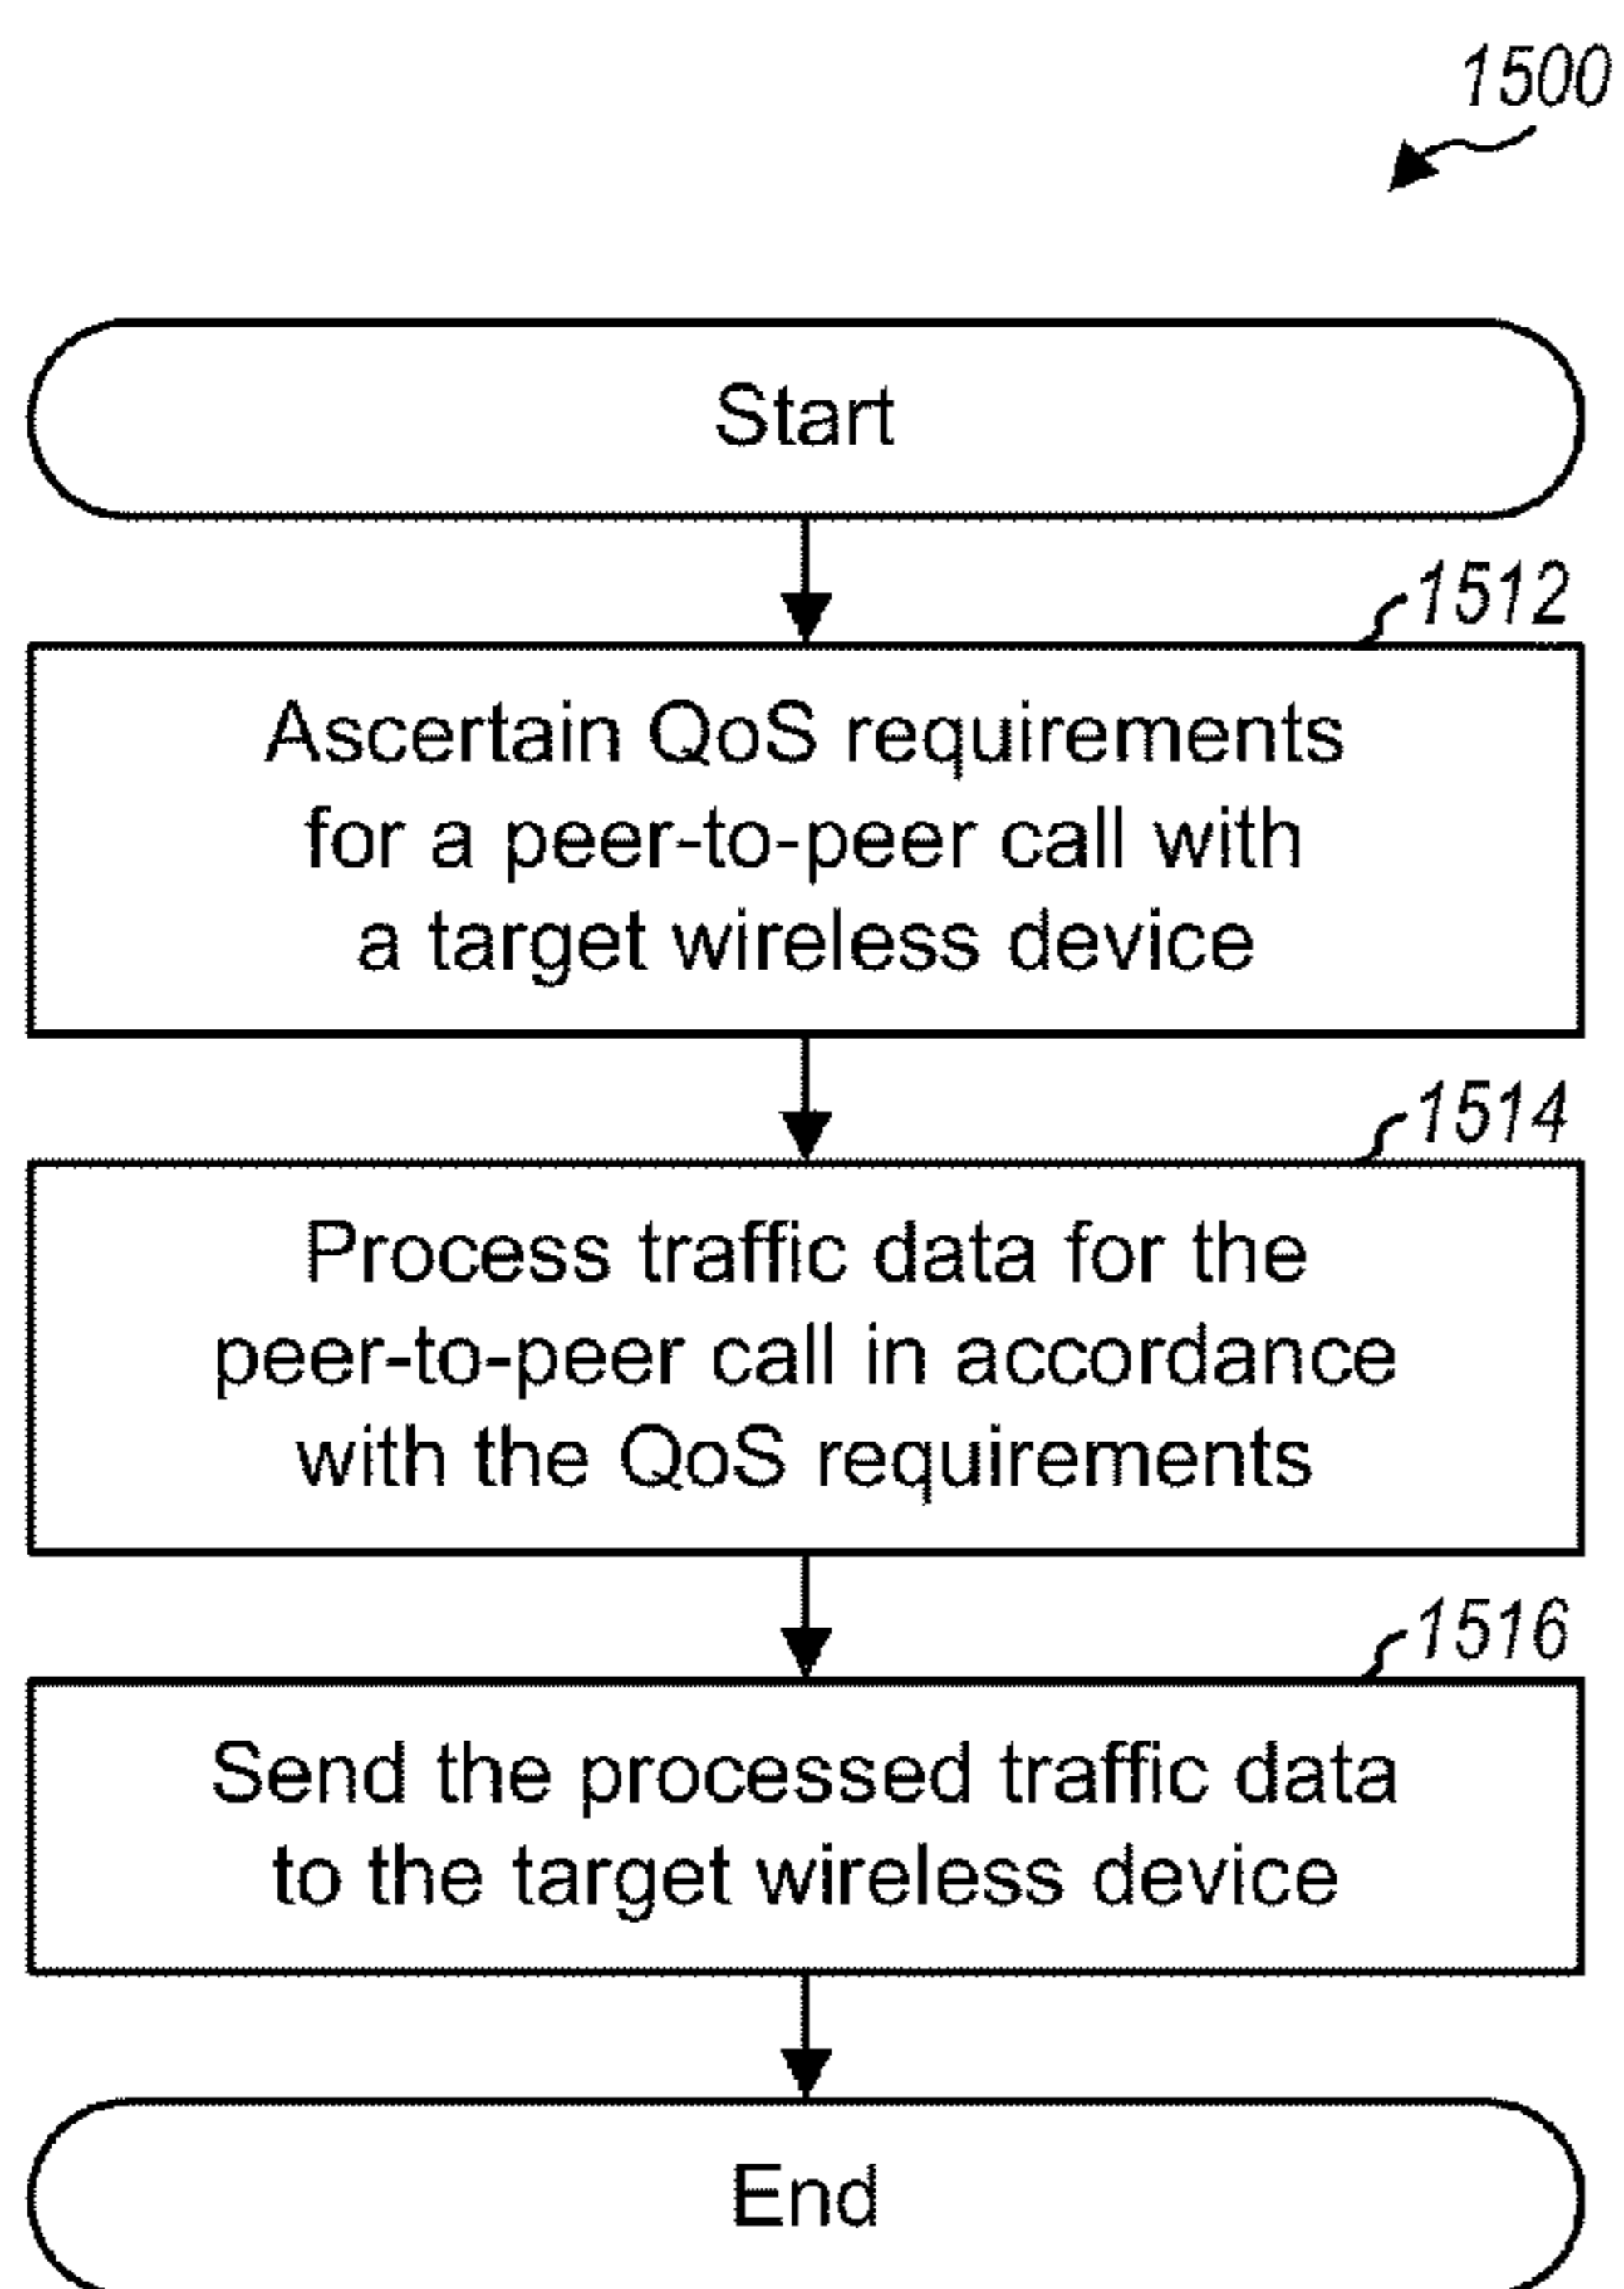 1500
Start
1512
Ascertain QoS requirements
for a peer-to-peer call with
a target wireless device
1514
Process traffic data for the
peer-to-peer call in accordance
with the QoS requirements
1516
Send the processed traffic data
to the target wireless device
End